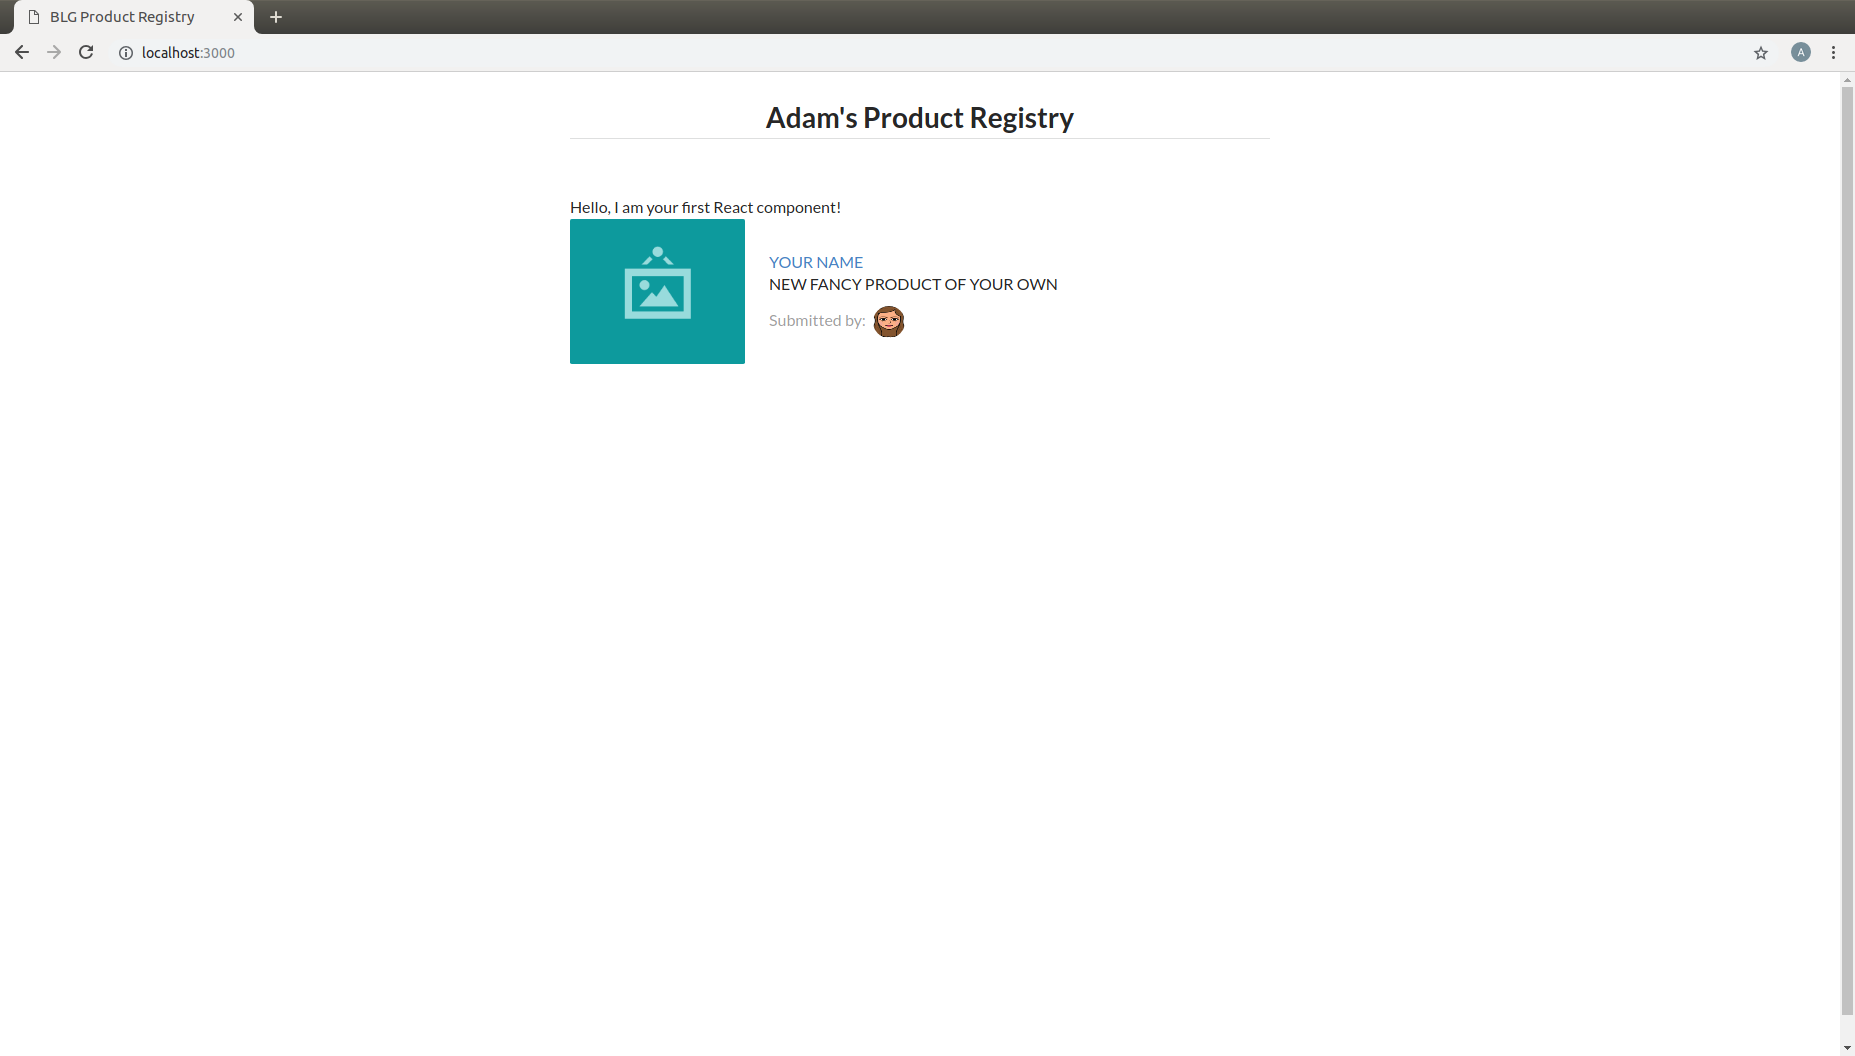 BLG Product Registry
localhost:3000
A
Adam's Product Registry
Hello, I am your first React component!
YOUR NAME
NEW FANCY PRODUCT OF YOUR OWN
Submitted by: